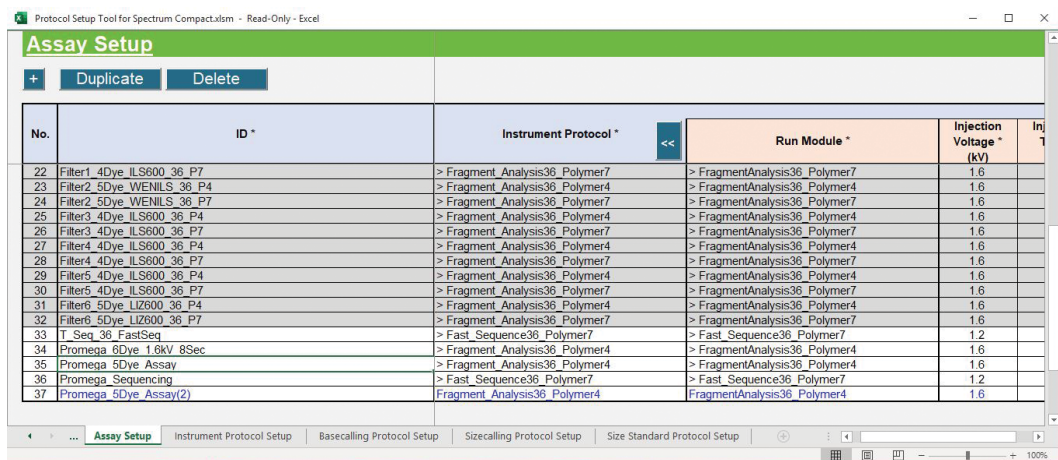 Protocol Setup Tool for Spectrum Compact.xlsm - Read-Only - Excel
Assay Setup
+ Duplicate Delete
No. ID * Instrument Protocol * << Run Module * Injection Voltage * (kV)
22 Filter1_4Dye_ILS600_36_P7 > Fragment_Analysis36_Polymer7 > FragmentAnalysis36_Polymer7 1.6
23 Filter2_5Dye_WENILS_36_P4 > Fragment_Analysis36_Polymer4 > FragmentAnalysis36_Polymer4 1.6
24 Filter2_5Dye_WENILS_36_P7 > Fragment_Analysis36_Polymer7 > FragmentAnalysis36_Polymer7 1.6
25 Filter3_4Dye_ILS600_36_P4 > Fragment_Analysis36_Polymer4 > FragmentAnalysis36_Polymer4 1.6
26 Filter3_4Dye_ILS600_36_P7 > Fragment_Analysis36_Polymer7 > FragmentAnalysis36_Polymer7 1.6
27 Filter4_4Dye_ILS600_36_P4 > Fragment_Analysis36_Polymer4 > FragmentAnalysis36_Polymer4 1.6
28 Filter4_4Dye_ILS600_36_P7 > Fragment_Analysis36_Polymer7 > FragmentAnalysis36_Polymer7 1.6
29 Filter5_4Dye_ILS600_36_P4 > Fragment_Analysis36_Polymer4 > FragmentAnalysis36_Polymer4 1.6
30 Filter5_4Dye_ILS600_36_P7 > Fragment_Analysis36_Polymer7 > FragmentAnalysis36_Polymer7 1.6
31 Filter6_5Dye_LIZ600_36_P4 > Fragment_Analysis36_Polymer4 > FragmentAnalysis36_Polymer4 1.6
32 Filter6_5Dye_LIZ600_36_P7 > Fragment_Analysis36_Polymer7 > FragmentAnalysis36_Polymer7 1.6
33 T_Seq_36_FastSeq > Fast_Sequence36_Polymer7 > Fast_Sequence36_Polymer7 1.2
34 Promega_6Dye_1.6kV_8Sec > Fragment_Analysis36_Polymer4 > FragmentAnalysis36_Polymer4 1.6
35 Promega_5Dye_Assay > Fragment_Analysis36_Polymer4 > FragmentAnalysis36_Polymer4 1.6
36 Promega_Sequencing > Fast_Sequence36_Polymer7 > Fast_Sequence36_Polymer7 1.2
37 Promega_5Dye_Assay(2) Fragment_Analysis36_Polymer4 FragmentAnalysis36_Polymer4 1.6
... Assay Setup Instrument Protocol Setup Basecalling Protocol Setup Sizecalling Protocol Setup Size Standard Protocol Setup
100%